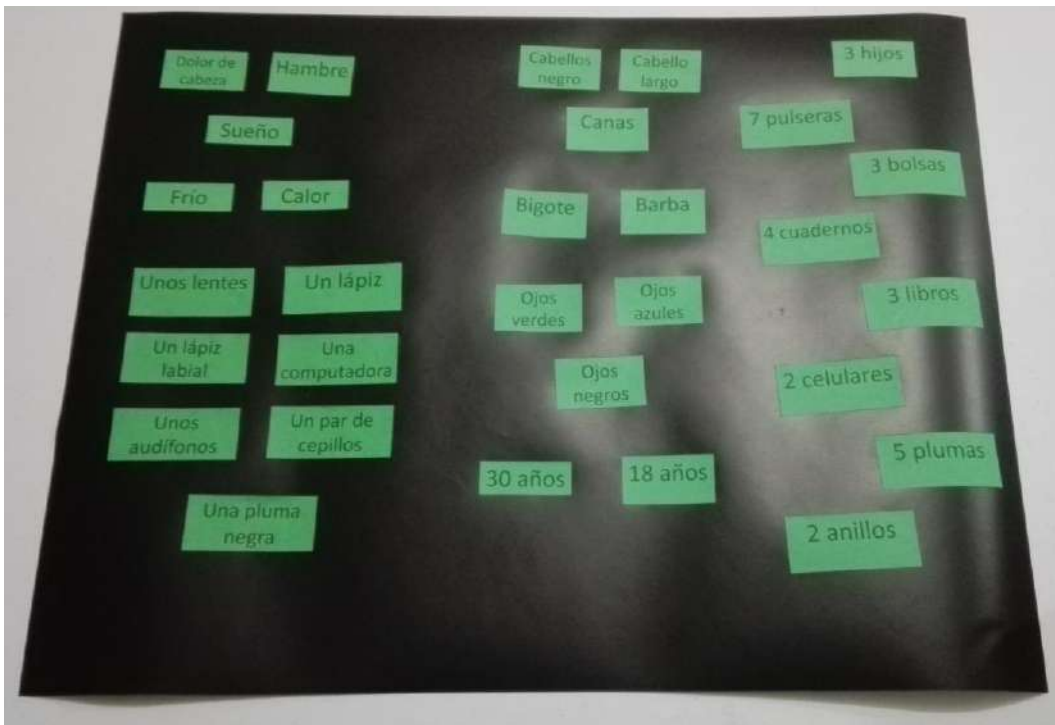 Dolor de
cabeza
Hambre
Sueño
Frío
Calor
Unos lentes
Un lápiz
Un lápiz
labial
Una
computadora
Unos
audífonos
Un par de
cepillos
Una pluma
negra
Cabellos
negro
Cabello
largo
Canas
Bigote
Barba
Ojos
verdes
Ojos
azules
Ojos
negros
30 años
18 años
3 hijos
7 pulseras
3 bolsas
4 cuadernos
3 libros
2 celulares
5 plumas
2 anillos